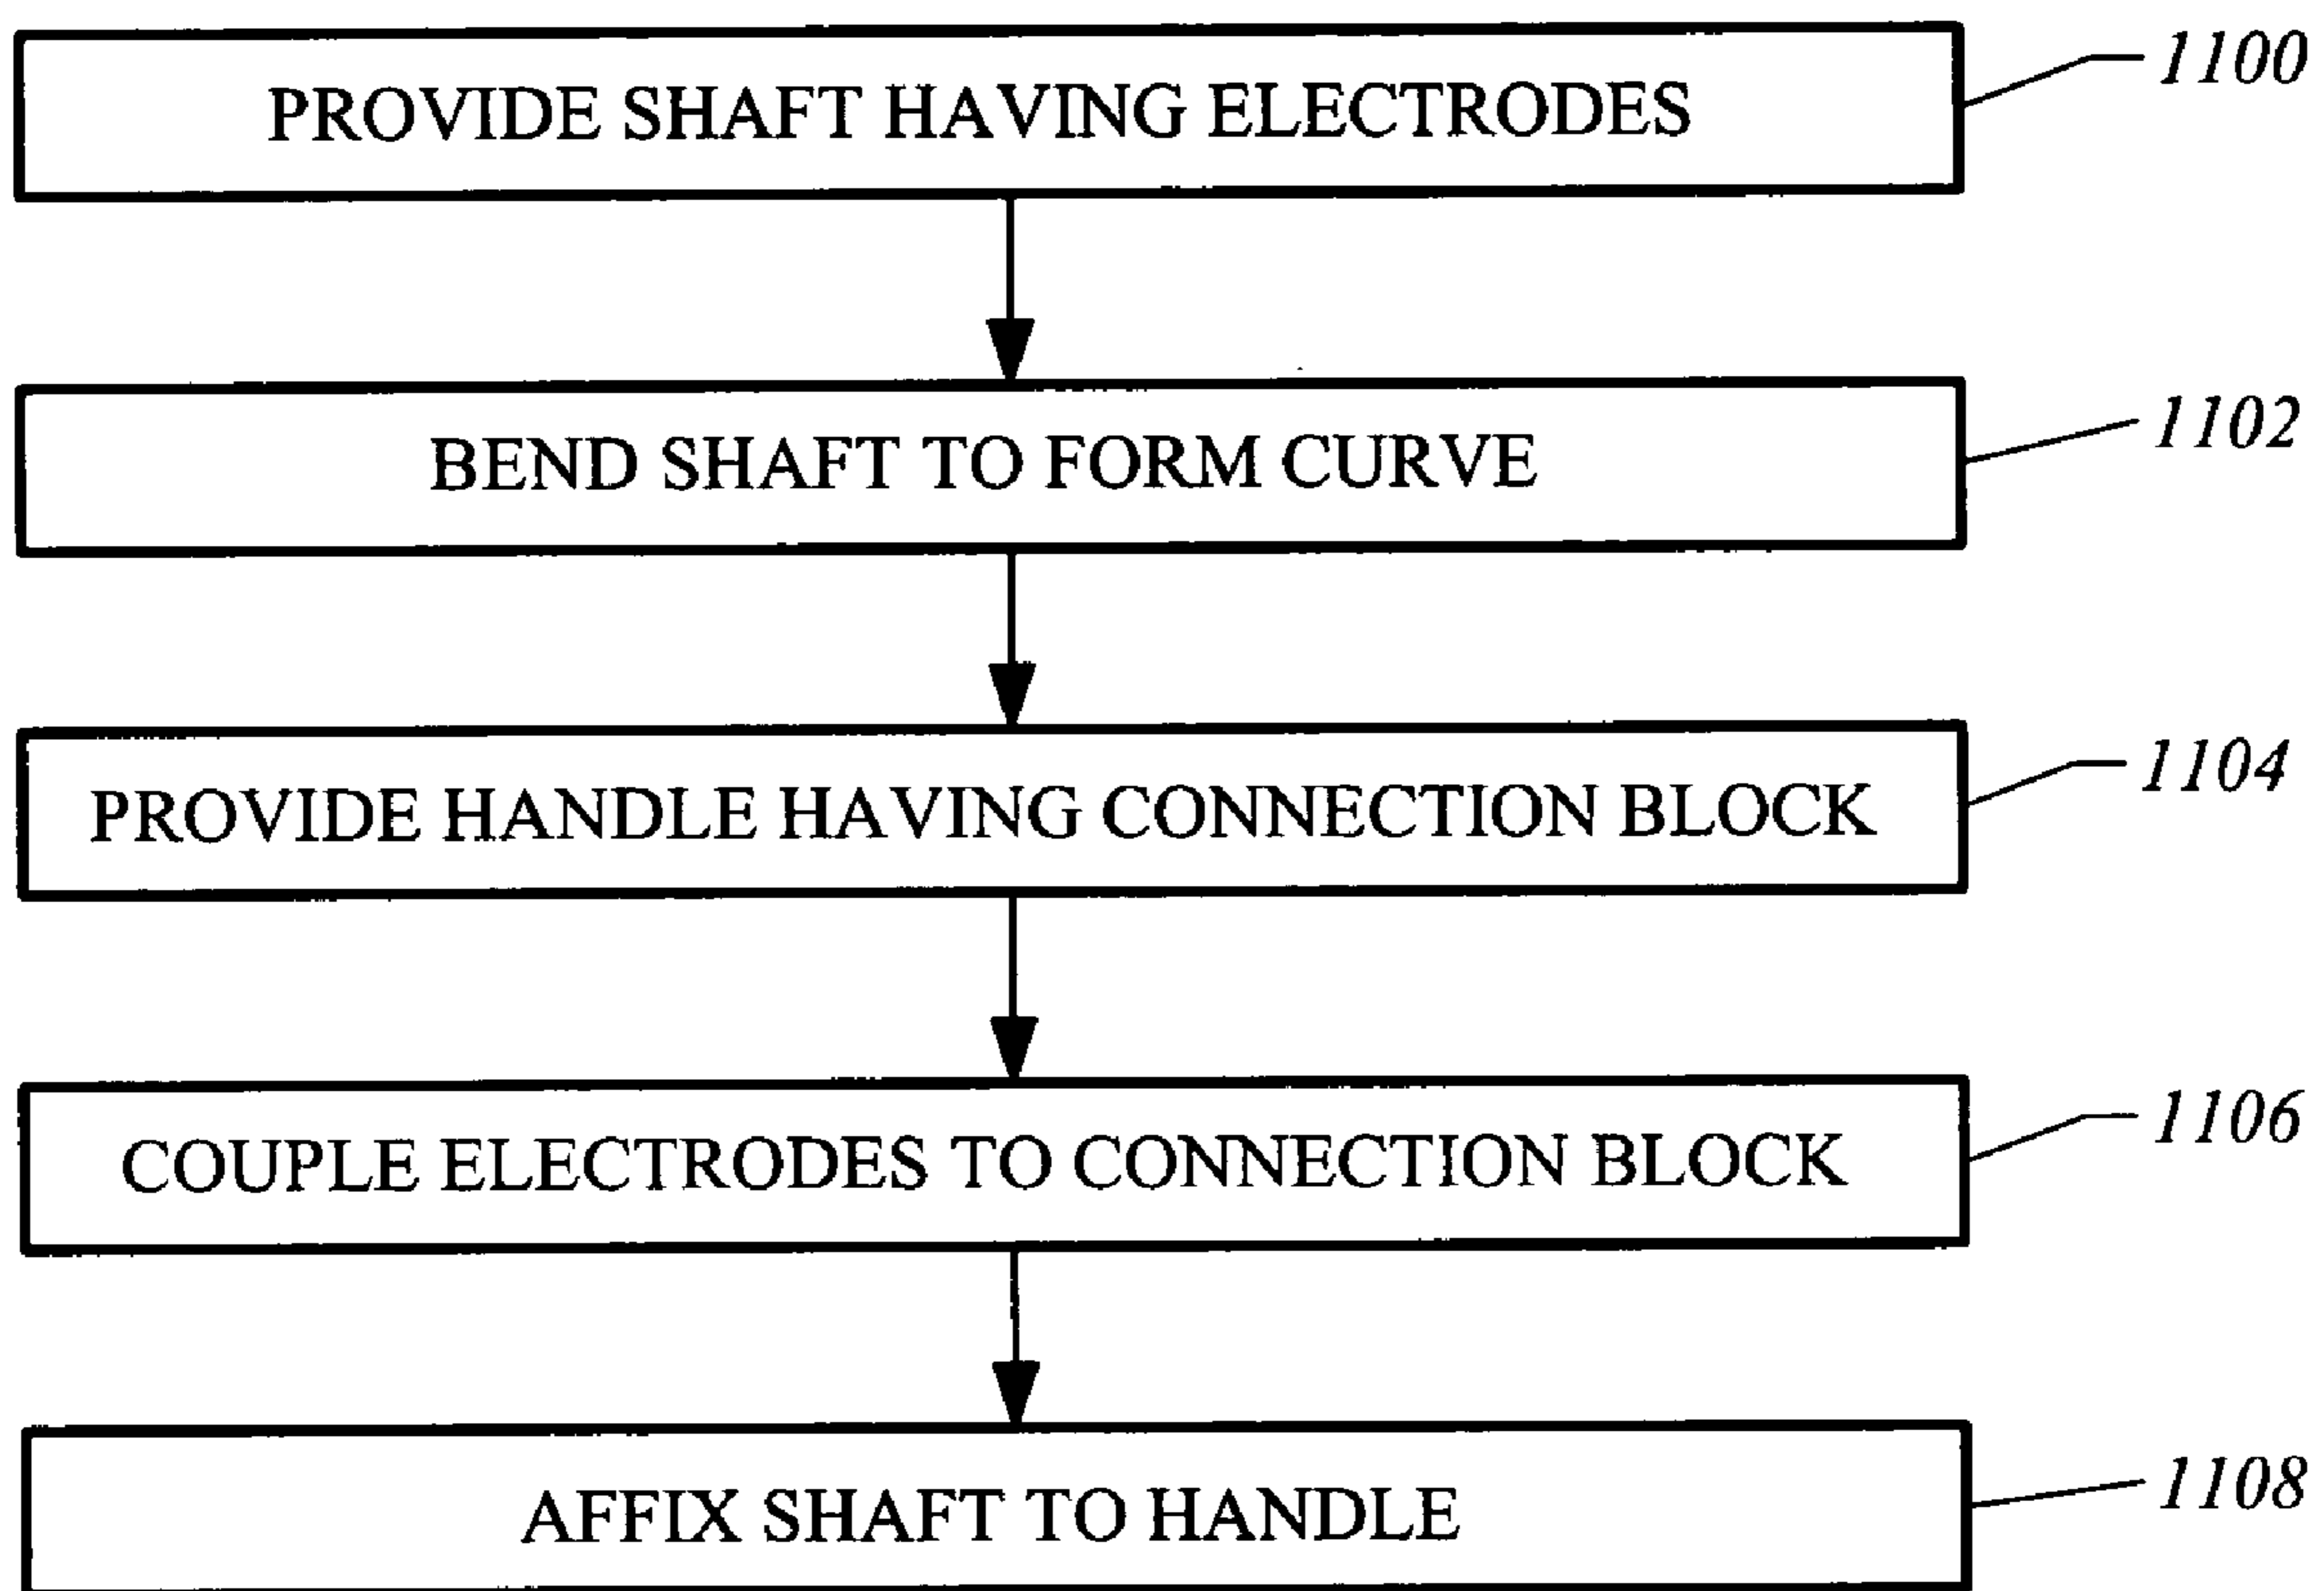 PROVIDE SHAFT HAVING ELECTRODES
1100
BEND SHAFT TO FORM CURVE
1102
PROVIDE HANDLE HAVING CONNECTION BLOCK
1104
COUPLE ELECTRODES TO CONNECTION BLOCK
1106
AFFIX SHAFT TO HANDLE
1108